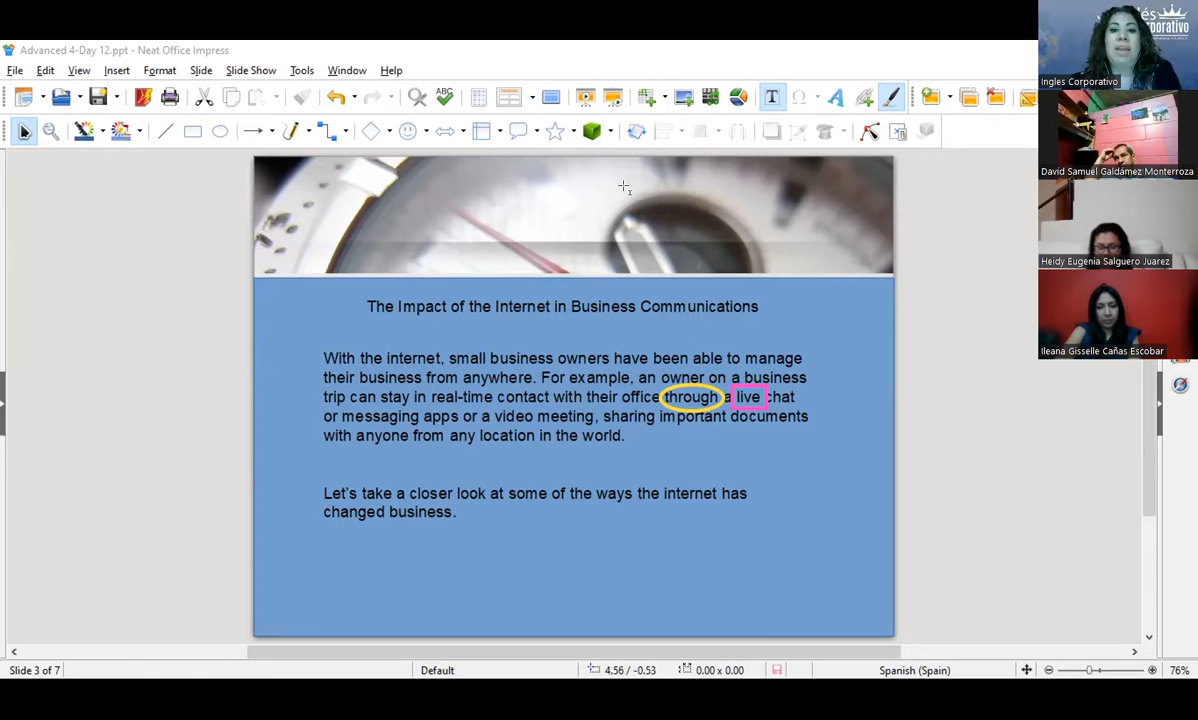 Advanced 4-Day 12.ppt - Neat Office Impress
File Edit View Insert Format Slide Slide Show Tools Window Help
ABC
The Impact of the Internet in Business Communications
With the internet, small business owners have been able to manage
their business from anywhere. For example, an owner on a business
trip can stay in real-time contact with their office through a live chat
or messaging apps or a video meeting, sharing important documents
with anyone from any location in the world.
Let's take a closer look at some of the ways the internet has
changed business.
Slide 3 of 7
Default
4.56 / -0.53
0.00 x 0.00
Spanish (Spain)
76%
Ingles Corporativo
David Samuel Galdámez Monterroza
Heidy Eugenia Salguero Juarez
Ileana Gisselle Cañas Escobar